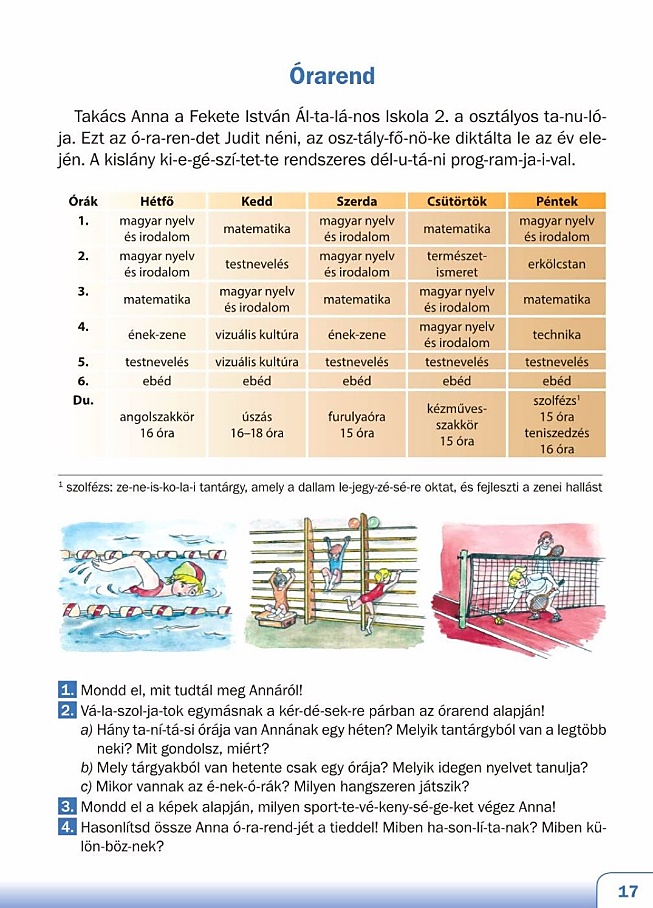 Órarend
Takács Anna a Fekete István Ál-ta-lá-nos Iskola 2. a osztályos ta-nu-ló-
ja. Ezt az ó-ra-ren-det Judit néni, az osz-tály-fő-nö-ke diktálta le az év ele-
jén. A kislány ki-e-gé-szí-tet-te rendszeres dél-u-tá-ni prog-ram-ja-i-val.
Órák Hétfő Kedd Szerda Csütörtök Péntek
1. magyar nyelv és irodalom matematika magyar nyelv és irodalom matematika magyar nyelv és irodalom
2. magyar nyelv és irodalom testnevelés magyar nyelv és irodalom természet-ismeret erkölcstan
3. matematika magyar nyelv és irodalom matematika magyar nyelv és irodalom matematika
4. ének-zene vizuális kultúra ének-zene magyar nyelv és irodalom technika
5. testnevelés vizuális kultúra testnevelés testnevelés testnevelés
6. ebéd ebéd ebéd ebéd ebéd
Du. angolszakkör 16 óra úszás 16–18 óra furulyaóra 15 óra kézműves-szakkör 15 óra szolfézs¹ 15 óra teniszedzés 16 óra
¹ szolfézs: ze-ne-is-ko-la-i tantárgy, amely a dallam le-jegy-zé-sé-re oktat, és fejleszti a zenei hallást
1. Mondd el, mit tudtál meg Annáról!
2. Vá-la-szol-ja-tok egymásnak a kér-dé-sek-re párban az órarend alapján!
a) Hány ta-ní-tá-si órája van Annának egy héten? Melyik tantárgyból van a legtöbb
neki? Mit gondolsz, miért?
b) Mely tárgyakból van hetente csak egy órája? Melyik idegen nyelvet tanulja?
c) Mikor vannak az é-nek-ó-rák? Milyen hangszeren játszik?
3. Mondd el a képek alapján, milyen sport-te-vé-keny-sé-ge-ket végez Anna!
4. Hasonlítsd össze Anna ó-ra-rend-jét a tieddel! Miben ha-son-lí-ta-nak? Miben kü-
lön-böz-nek?
17